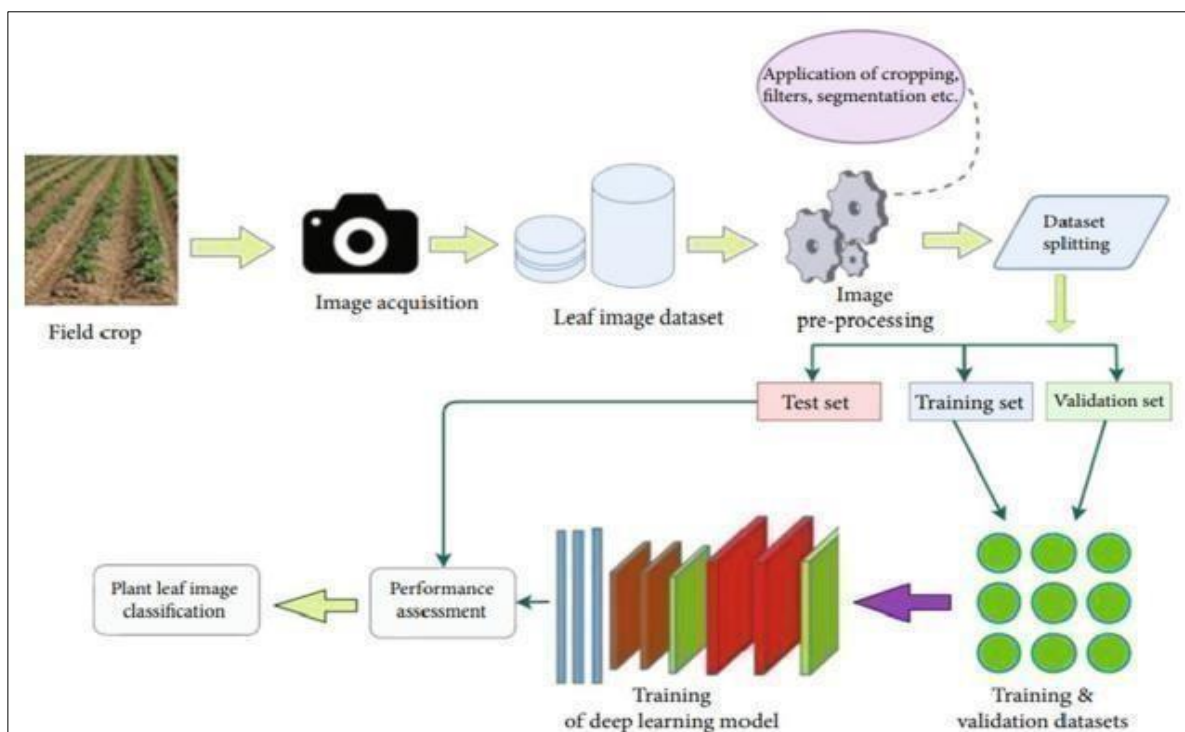 Application of cropping,
filters, segmentation etc.
Field crop
Image acquisition
Leaf image dataset
Image
pre-processing
Dataset
splitting
Test set
Training set
Validation set
Plant leaf image
classification
Performance
assessment
Training
of deep learning model
Training &
validation datasets